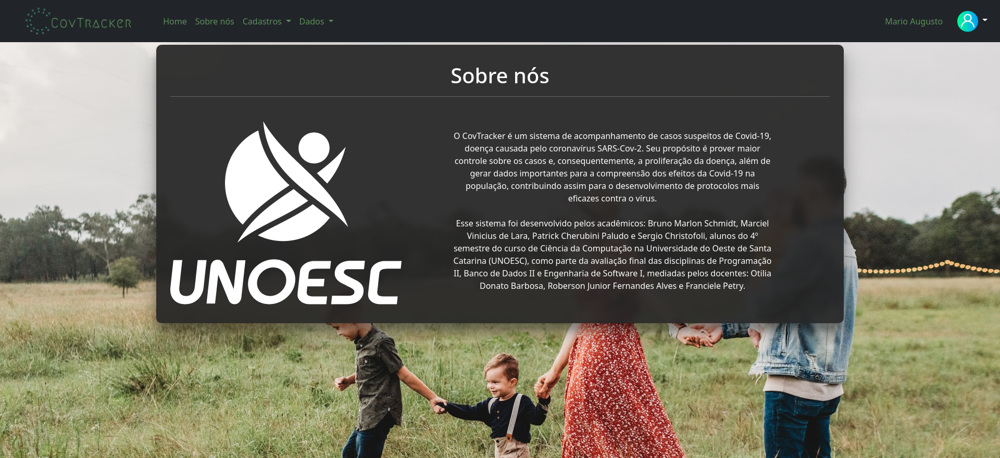 CovTracker
Home
Sobre nós
Cadastros
Dados
Mario Augusto
Sobre nós
UNOESC
O CovTracker é um sistema de acompanhamento de casos suspeitos de Covid-19,
doença causada pelo coronavírus SARS-Cov-2. Seu propósito é prover maior
controle sobre os casos e, consequentemente, a proliferação da doença, além de
gerar dados importantes para a compreensão dos efeitos da Covid-19 na
população, contribuindo assim para o desenvolvimento de protocolos mais
eficazes contra o vírus.
Esse sistema foi desenvolvido pelos acadêmicos: Bruno Marlon Schmidt, Marciel
Vinicius de Lara, Patrick Cherubini Paludo e Sergio Christofoli, alunos do 4º
semestre do curso de Ciência da Computação na Universidade do Oeste de Santa
Catarina (UNOESC), como parte da avaliação final das disciplinas de Programação
II, Banco de Dados II e Engenharia de Software I, mediadas pelos docentes: Otilia
Donato Barbosa, Roberson Junior Fernandes Alves e Franciele Petry.